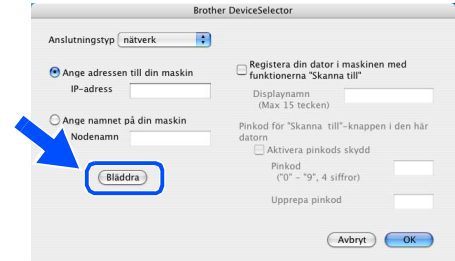 Brother DeviceSelector
Anslutningstyp nätverk
Ange adressen till din maskin
IP-adress
Ange namnet på din maskin
Nodenamn
Bläddra
Registera din dator i maskinen med
funktionerna "Skanna till"
Displaynamn
(Max 15 tecken)
Pinkod för "Skanna till"-knappen i den här
datorn
Aktivera pinkods skydd
Pinkod
("0" - "9", 4 siffror)
Upprepa pinkod
Avbryt OK